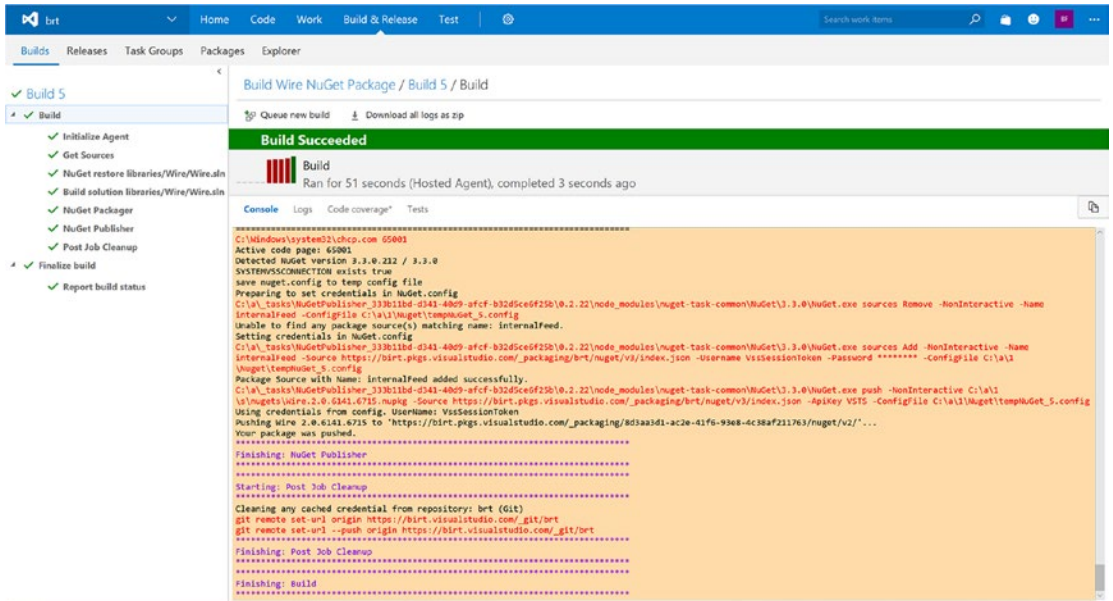 brt
Home Code Work Build & Release Test
Search work items
BF
Builds Releases Task Groups Packages Explorer
Build 5
Build
Initialize Agent
Get Sources
NuGet restore libraries/Wire/Wire.sln
Build solution libraries/Wire/Wire.sln
NuGet Packager
NuGet Publisher
Post Job Cleanup
Finalize build
Report build status
Build Wire NuGet Package / Build 5 / Build
Queue new build Download all logs as zip
Build Succeeded
Build
Ran for 51 seconds (Hosted Agent), completed 3 seconds ago
Console Logs Code coverage* Tests
==============================================================================
C:\Windows\system32\chcp.com 65001
Active code page: 65001
Detected NuGet version 3.3.0.212 / 3.3.0
SYSTEMVSSCONNECTION exists true
save nuget.config to temp config file
Preparing to set credentials in NuGet.config
C:\a\_tasks\NuGetPublisher_333b11bd-d341-40d9-afcf-b32d5ce6f25b\0.2.22\node_modules\nuget-task-common\NuGet\3.3.0\NuGet.exe sources Remove -NonInteractive -Name
internalFeed -ConfigFile C:\a\1\Nuget\tempNuGet_5.config
Unable to find any package source(s) matching name: internalFeed.
Setting credentials in NuGet.config
C:\a\_tasks\NuGetPublisher_333b11bd-d341-40d9-afcf-b32d5ce6f25b\0.2.22\node_modules\nuget-task-common\NuGet\3.3.0\NuGet.exe sources Add -NonInteractive -Name
internalFeed -Source https://birt.pkgs.visualstudio.com/_packaging/brt/nuget/v3/index.json -Username VssSessionToken -Password ******** -ConfigFile C:\a\1
\Nuget\tempNuGet_5.config
Package Source with Name: internalFeed added successfully.
C:\a\_tasks\NuGetPublisher_333b11bd-d341-40d9-afcf-b32d5ce6f25b\0.2.22\node_modules\nuget-task-common\NuGet\3.3.0\NuGet.exe push -NonInteractive C:\a\1
\s\nugets\Wire.2.0.6141.6715.nupkg -Source https://birt.pkgs.visualstudio.com/_packaging/brt/nuget/v3/index.json -ApiKey VSTS -ConfigFile C:\a\1\Nuget\tempNuGet_5.config
Using credentials from config. UserName: VssSessionToken
Pushing Wire 2.0.6141.6715 to 'https://birt.pkgs.visualstudio.com/_packaging/8d3aa3d1-ac2e-41f6-93e8-4c38af211763/nuget/v2/'...
Your package was pushed.
******************************************************************************
Finishing: NuGet Publisher
******************************************************************************
******************************************************************************
Starting: Post Job Cleanup
******************************************************************************
Cleaning any cached credential from repository: brt (Git)
git remote set-url origin https://birt.visualstudio.com/_git/brt
git remote set-url --push origin https://birt.visualstudio.com/_git/brt
******************************************************************************
Finishing: Post Job Cleanup
******************************************************************************
******************************************************************************
Finishing: Build
******************************************************************************